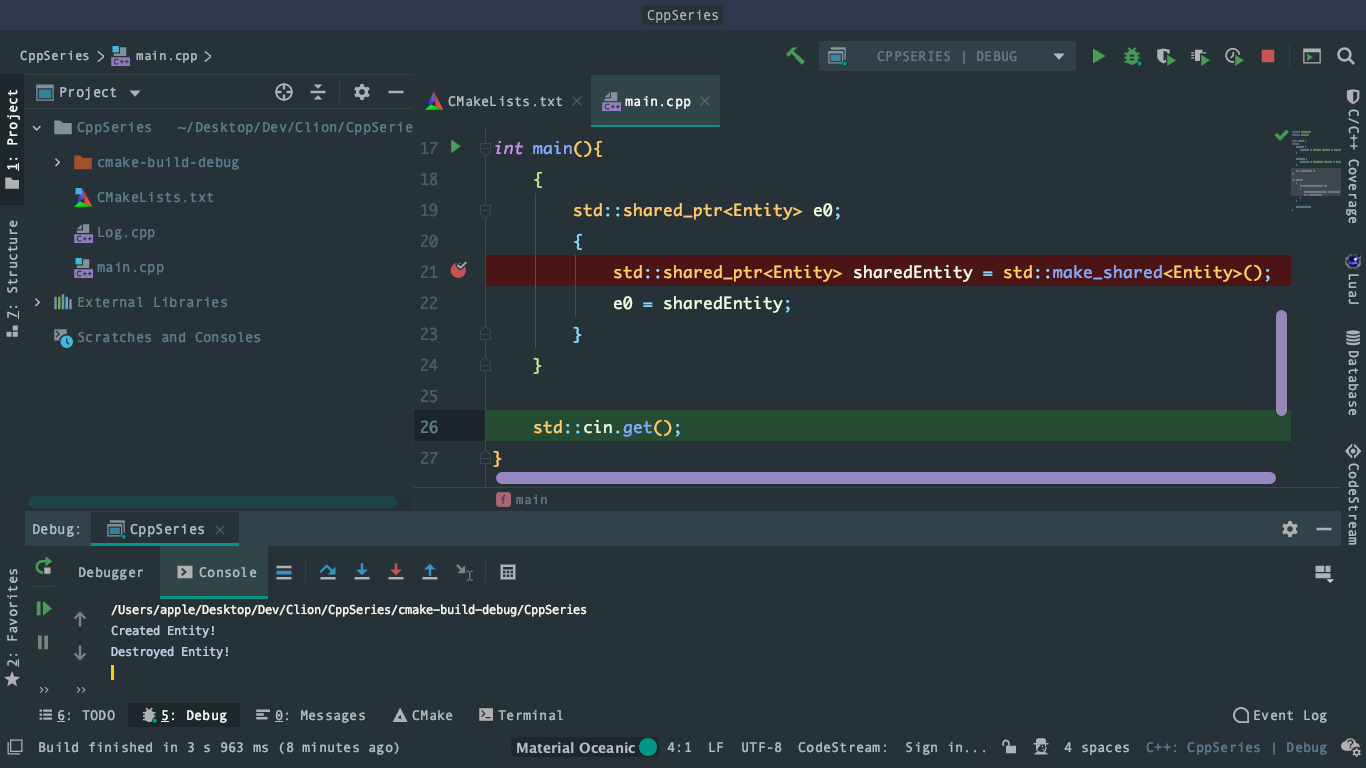 CppSeries
CppSeries > main.cpp >
CPPSERIES | DEBUG
1: Project
Project
CppSeries ~/Desktop/Dev/Clion/CppSerie
cmake-build-debug
CMakeLists.txt
Log.cpp
main.cpp
External Libraries
Scratches and Consoles
7: Structure
2: Favorites
CMakeLists.txt
main.cpp
17 int main(){
18 {
19 std::shared_ptr<Entity> e0;
20 {
21 std::shared_ptr<Entity> sharedEntity = std::make_shared<Entity>();
22 e0 = sharedEntity;
23 }
24 }
25
26 std::cin.get();
27 }
f main
C/C++ Coverage
LuaJ
Database
CodeStream
Debug: CppSeries
Debugger Console
/Users/apple/Desktop/Dev/Clion/CppSeries/cmake-build-debug/CppSeries
Created Entity!
Destroyed Entity!
6: TODO 5: Debug 0: Messages CMake Terminal Event Log
Build finished in 3 s 963 ms (8 minutes ago) Material Oceanic 4:1 LF UTF-8 CodeStream: Sign in... 4 spaces C++: CppSeries | Debug